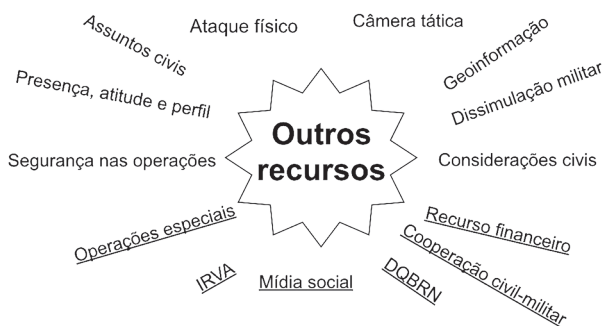 Assuntos civis
Ataque físico
Câmera tática
Geoinformação
Presença, atitude e perfil
Dissimulação militar
Outros
recursos
Segurança nas operações
Considerações civis
Operações especiais
Recurso financeiro
Cooperação civil-militar
IRVA
Mídia social
DQBRN